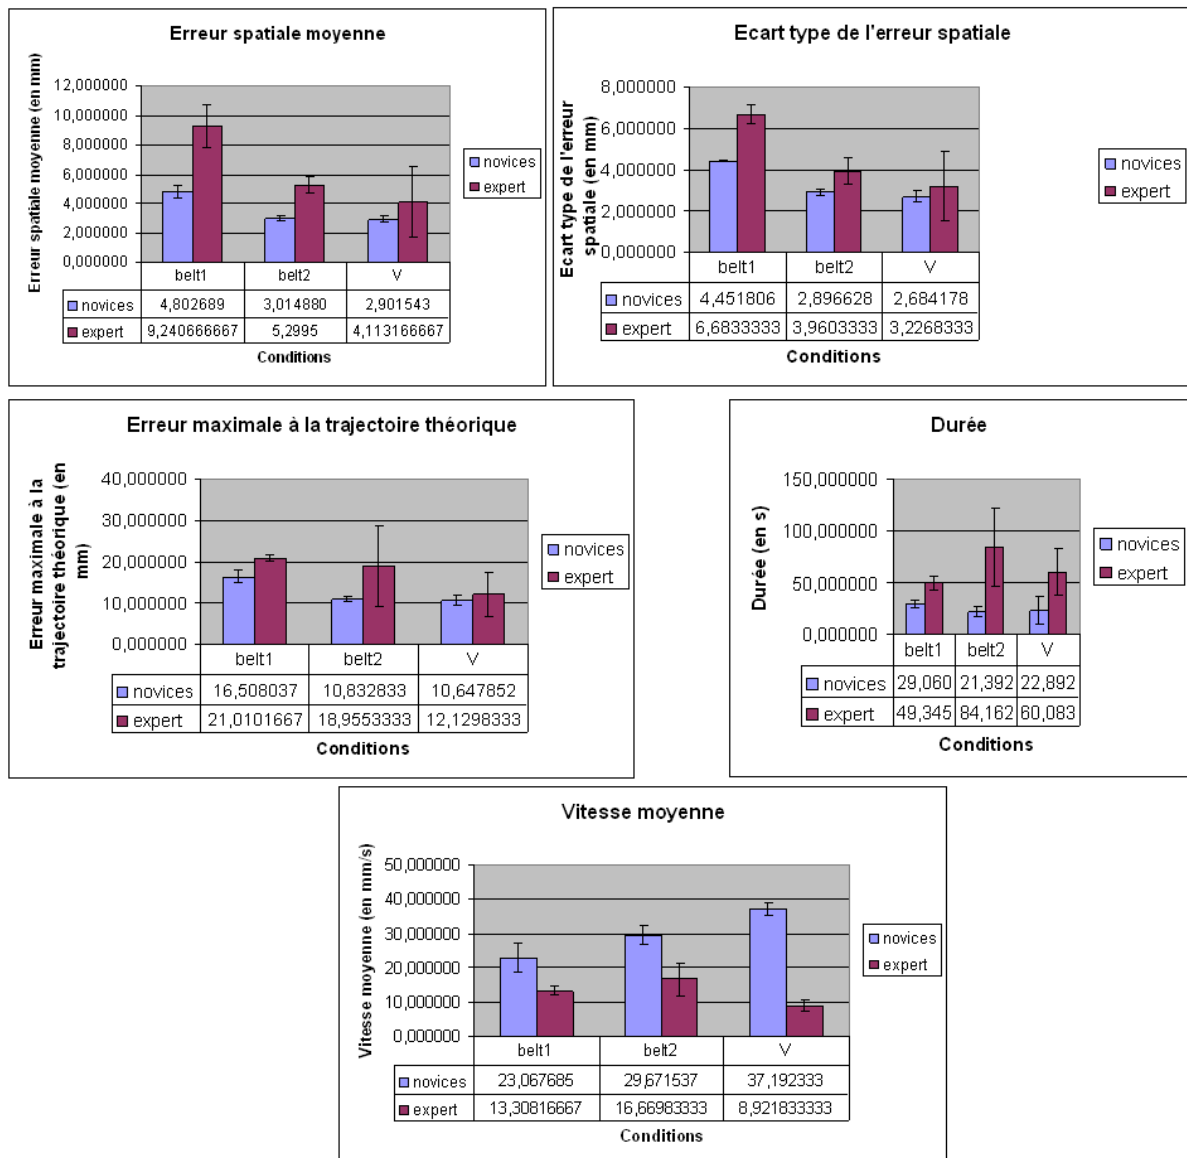 Erreur spatiale moyenne
Erreur spatiale moyenne (en mm)
12,000000
10,000000
8,000000
6,000000
4,000000
2,000000
0,000000
novices
expert
belt1 belt2 V
novices 4,802689 3,014880 2,901543
expert 9,240666667 5,2995 4,113166667
Conditions
Ecart type de l'erreur spatiale
Ecart type de l'erreur
spatiale (en mm)
8,000000
6,000000
4,000000
2,000000
0,000000
novices
expert
belt1 belt2 V
novices 4,451806 2,896628 2,684178
expert 6,6833333 3,9603333 3,2268333
Conditions
Erreur maximale à la trajectoire théorique
Erreur maximale à la
trajectoire théorique (en
mm)
40,000000
30,000000
20,000000
10,000000
0,000000
novices
expert
belt1 belt2 V
novices 16,508037 10,832833 10,647852
expert 21,0101667 18,9553333 12,1298333
Conditions
Durée
Durée (en s)
150,000000
100,000000
50,000000
0,000000
novices
expert
belt1 belt2 V
novices 29,060 21,392 22,892
expert 49,345 84,162 60,083
Conditions
Vitesse moyenne
Vitesse moyenne (en mm/s)
50,000000
40,000000
30,000000
20,000000
10,000000
0,000000
novices
expert
belt1 belt2 V
novices 23,067685 29,671537 37,192333
expert 13,30816667 16,66983333 8,921833333
Conditions